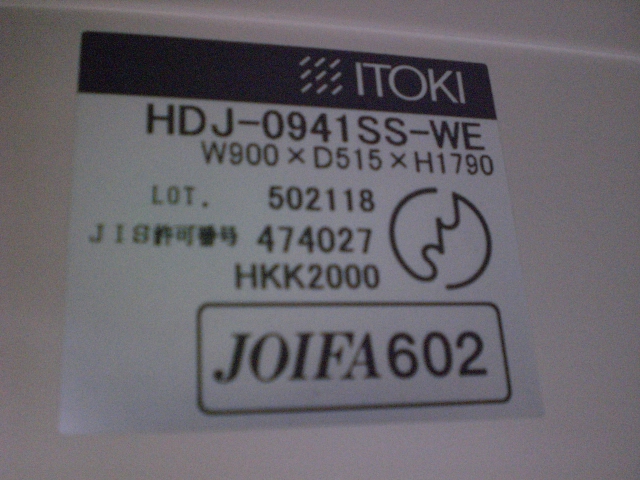 ITOKI
HDJ-0941SS-WE
W900×D515×H1790
LOT. 502118
JIS許可番号 474027
HKK2000
JOIFA602